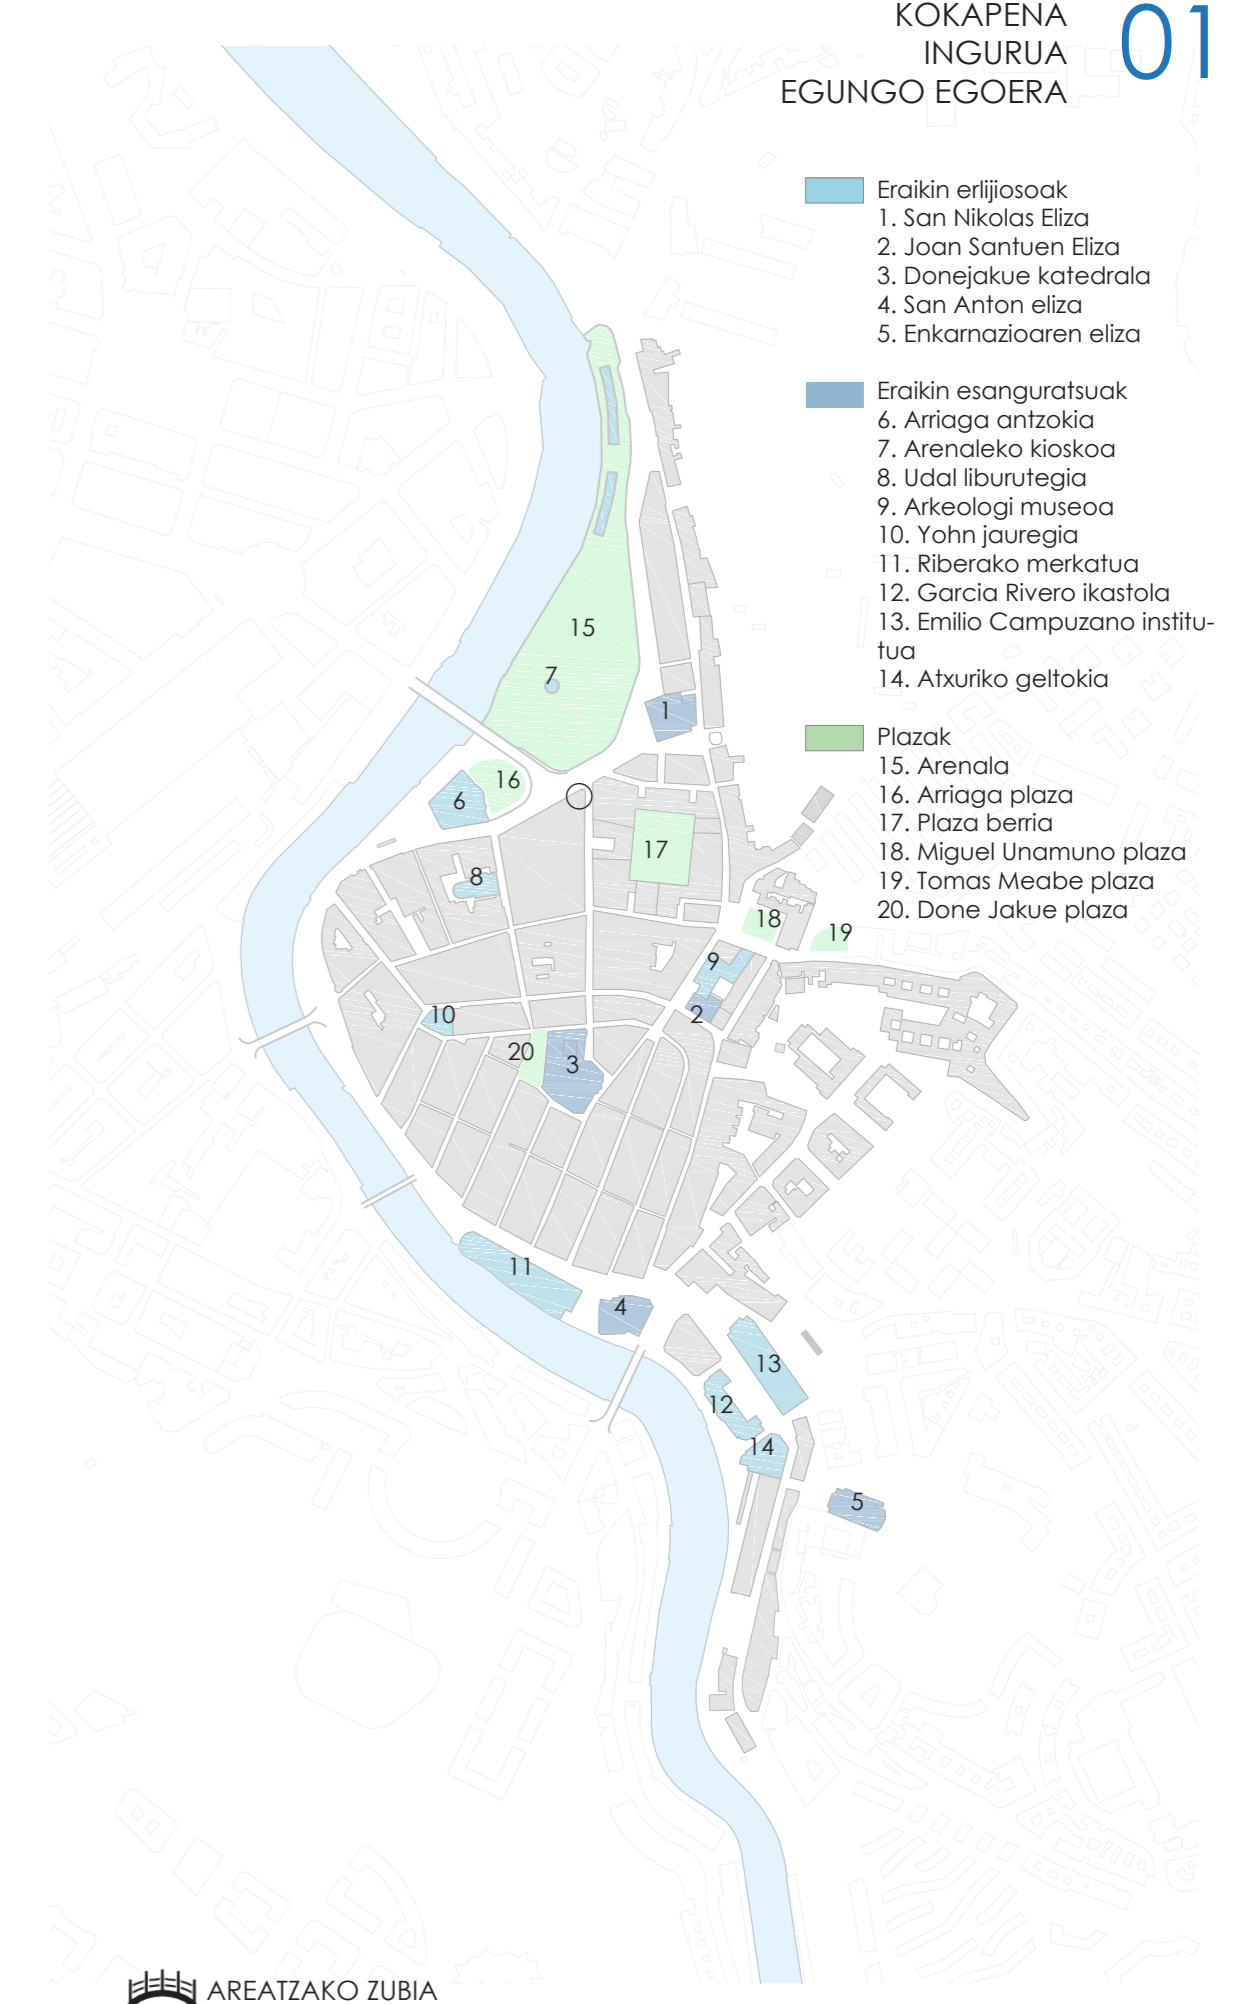 KOKAPENA
INGURUA
EGUNGO EGOERA
01
Eraikin erlijiosoak
1. San Nikolas Eliza
2. Joan Santuen Eliza
3. Donejakue katedrala
4. San Anton eliza
5. Enkarnazioaren eliza
Eraikin esanguratsuak
6. Arriaga antzokia
7. Arenaleko kioskoa
8. Udal liburutegia
9. Arkeologi museoa
10. Yohn jauregia
11. Riberako merkatua
12. Garcia Rivero ikastola
13. Emilio Campuzano institu-
tua
14. Atxuriko geltokia
Plazak
15. Arenala
16. Arriaga plaza
17. Plaza berria
18. Miguel Unamuno plaza
19. Tomas Meabe plaza
20. Done Jakue plaza
15
7
1
16
6
17
8
18
19
9
10
2
20
3
11
4
13
12
14
5
AREATZAKO ZUBIA